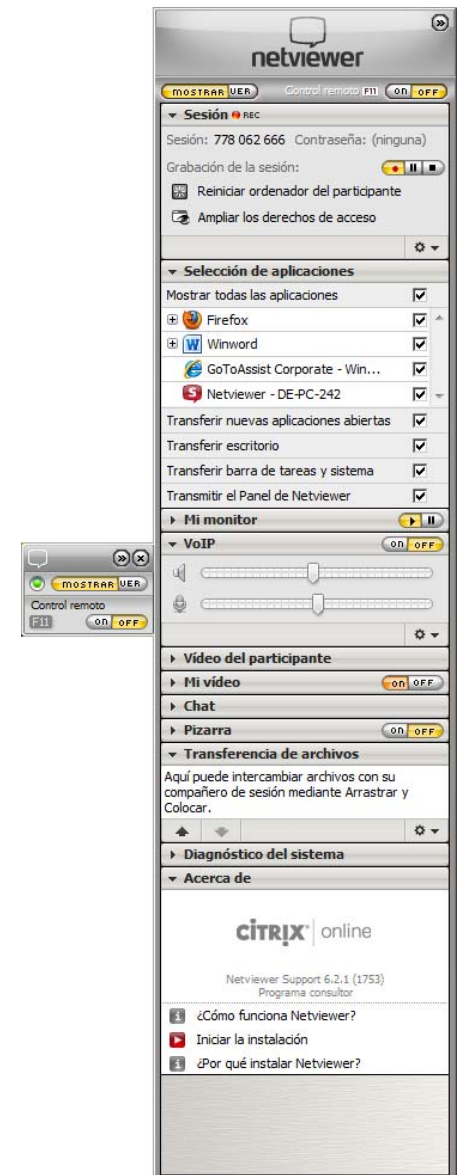 netviewer
MOSTRAR VER Control remoto F11 on OFF
Sesión REC
Sesión: 778 062 666 Contraseña: (ninguna)
Grabación de la sesión:
Reiniciar ordenador del participante
Ampliar los derechos de acceso
Selección de aplicaciones
Mostrar todas las aplicaciones
Firefox
Winword
GoToAssist Corporate - Win...
Netviewer - DE-PC-242
Transferir nuevas aplicaciones abiertas
Transferir escritorio
Transferir barra de tareas y sistema
Transmitir el Panel de Netviewer
Mi monitor
VoIP on OFF
MOSTRAR VER
Control remoto
F11 on OFF
Vídeo del participante
Mi vídeo on OFF
Chat
Pizarra on OFF
Transferencia de archivos
Aquí puede intercambiar archivos con su
compañero de sesión mediante Arrastrar y
Colocar.
Diagnóstico del sistema
Acerca de
CITRIX online
Netviewer Support 6.2.1 (1753)
Programa consultor
¿Cómo funciona Netviewer?
Iniciar la instalación
¿Por qué instalar Netviewer?